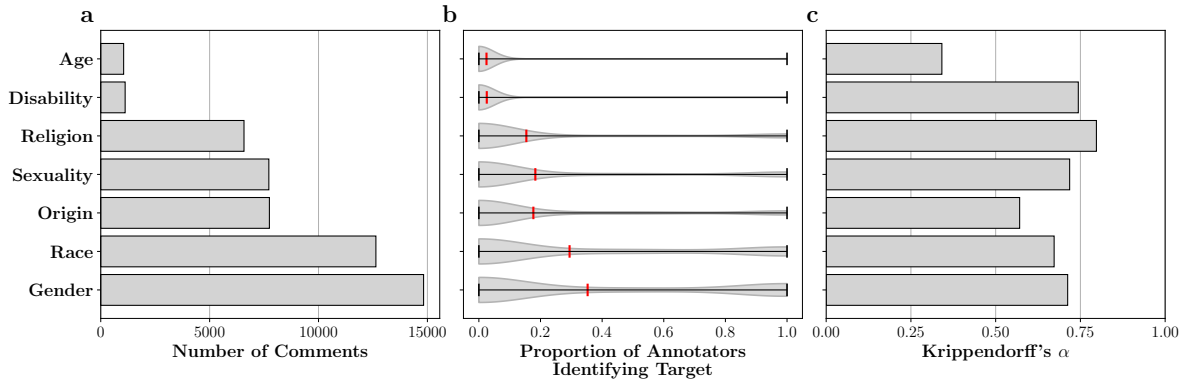 a
b
c
Age
Disability
Religion
Sexuality
Origin
Race
Gender
0 5000 10000 15000
0.0 0.2 0.4 0.6 0.8 1.0
0.00 0.25 0.50 0.75 1.00
Number of Comments
Proportion of Annotators
Identifying Target
Krippendorff's α